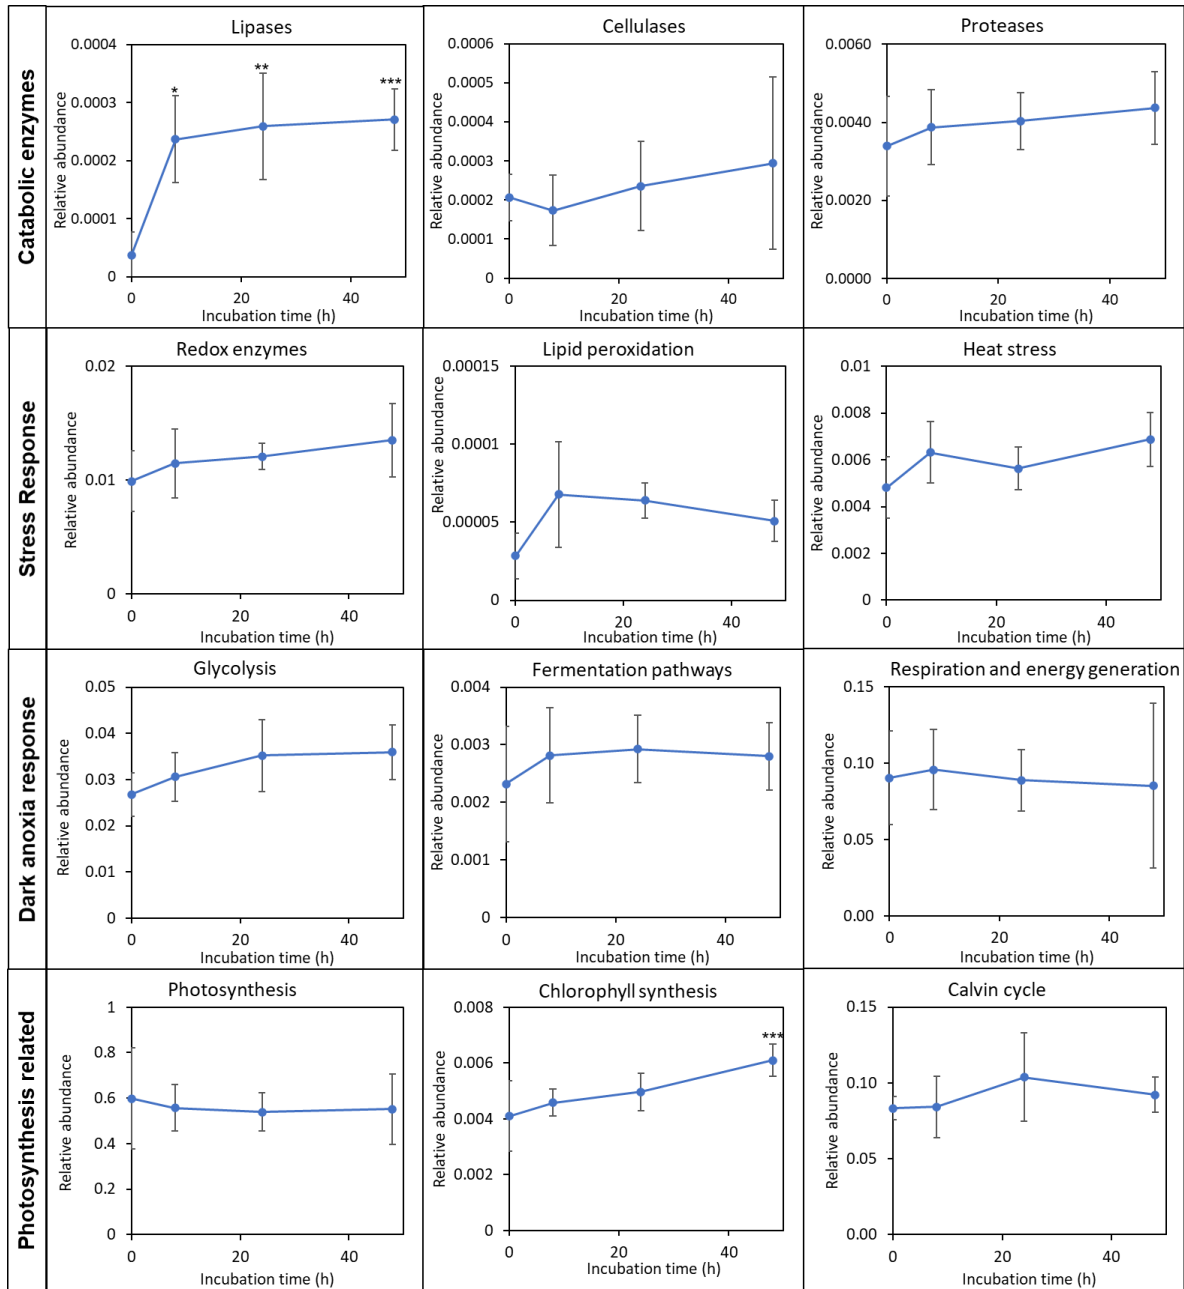 Catabolic enzymes
Lipases
Relative abundance
0.0004
0.0003
0.0002
0.0001
0
*
**
***
0
20
40
Incubation time (h)
Cellulases
Relative abundance
0.0006
0.0005
0.0004
0.0003
0.0002
0.0001
0
0
20
40
Incubation time (h)
Proteases
Relative abundance
0.0060
0.0040
0.0020
0.0000
0
20
40
Incubation time (h)
Stress Response
Redox enzymes
Relative abundance
0.02
0.01
0
0
20
40
Incubation time (h)
Lipid peroxidation
Relative abundance
0.00015
0.0001
0.00005
0
0
20
40
Incubation time (h)
Heat stress
Relative abundance
0.01
0.008
0.006
0.004
0.002
0
0
20
40
Incubation time (h)
Dark anoxia response
Glycolysis
Relative abundance
0.05
0.04
0.03
0.02
0.01
0
0
20
40
Incubation time (h)
Fermentation pathways
Relative abundance
0.004
0.003
0.002
0.001
0
0
20
40
Incubation time (h)
Respiration and energy generation
Relative abundance
0.15
0.10
0.05
0.00
0
20
40
Incubation time (h)
Photosynthesis related
Photosynthesis
Relative abundance
1
0.8
0.6
0.4
0.2
0
0
20
40
Incubation time (h)
Chlorophyll synthesis
Relative abundance
0.008
0.006
0.004
0.002
0
***
0
20
40
Incubation time (h)
Calvin cycle
Relative abundance
0.15
0.10
0.05
0.00
0
20
40
Incubation time (h)